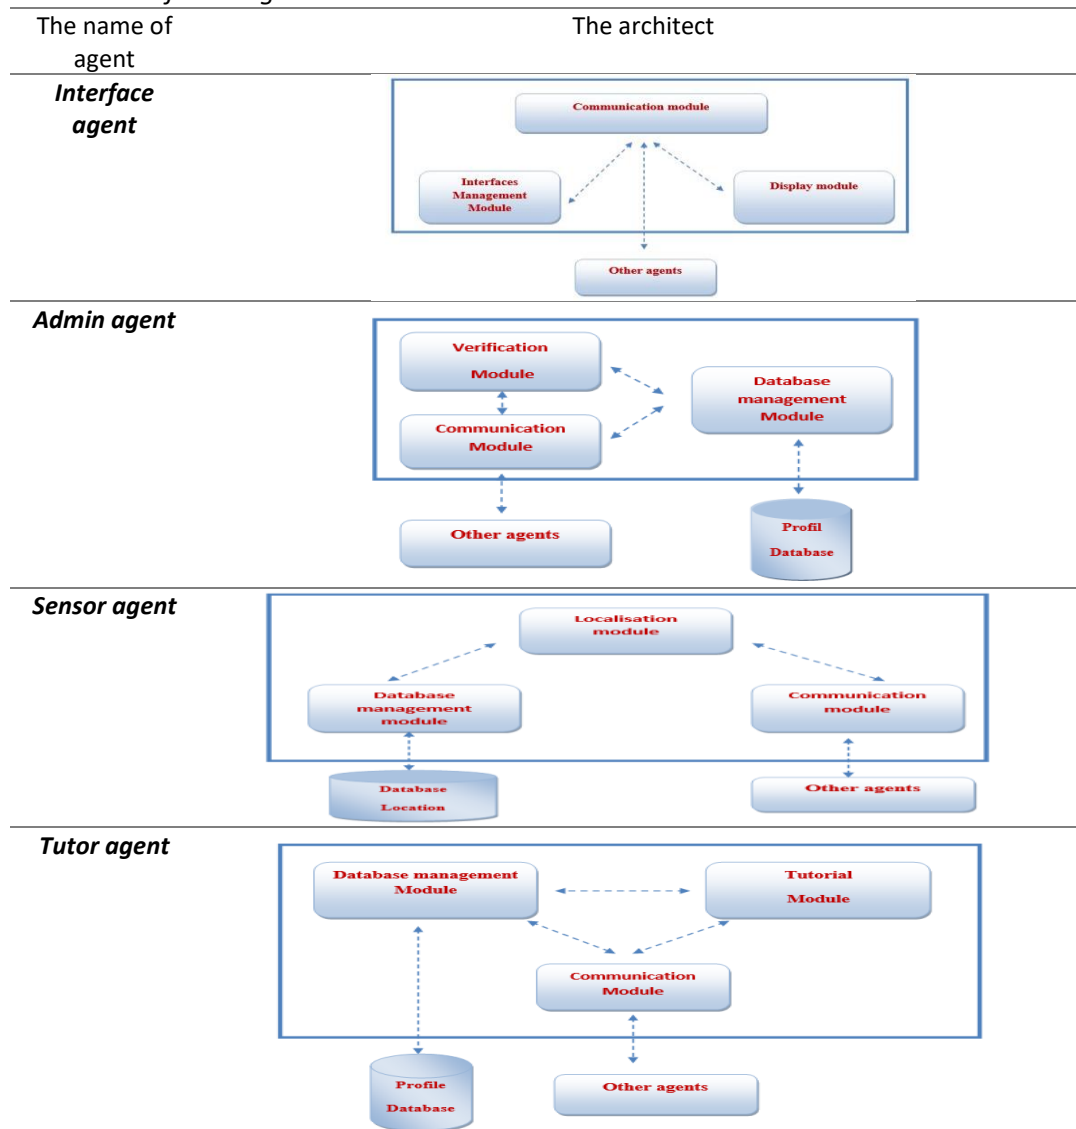 The name of
agent
The architect
Interface
agent
Communication module
Interfaces
Management
Module
Display module
Other agents
Admin agent
Verification
Module
Database
management
Module
Communication
Module
Other agents
Profil
Database
Sensor agent
Localisation
module
Database
management
module
Communication
module
Database
Location
Other agents
Tutor agent
Database management
Module
Tutorial
Module
Communication
Module
Profile
Database
Other agents